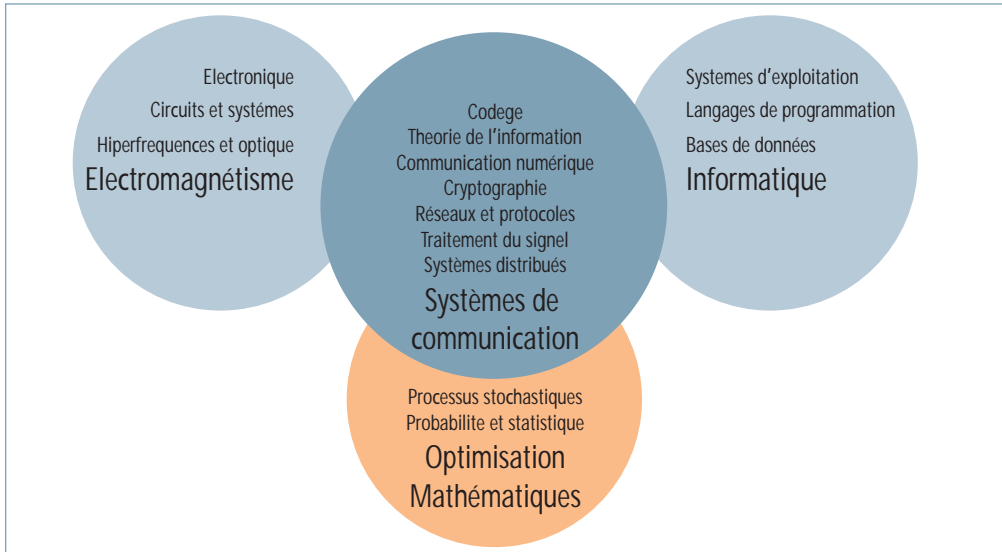 Electronique
Circuits et systémes
Hiperfrequences et optique
Electromagnétisme
Codege
Theorie de l'information
Communication numérique
Cryptographie
Réseaux et protocoles
Traitement du signel
Systèmes distribués
Systèmes de
communication
Systemes d'exploitation
Langages de programmation
Bases de données
Informatique
Processus stochastiques
Probabilite et statistique
Optimisation
Mathématiques